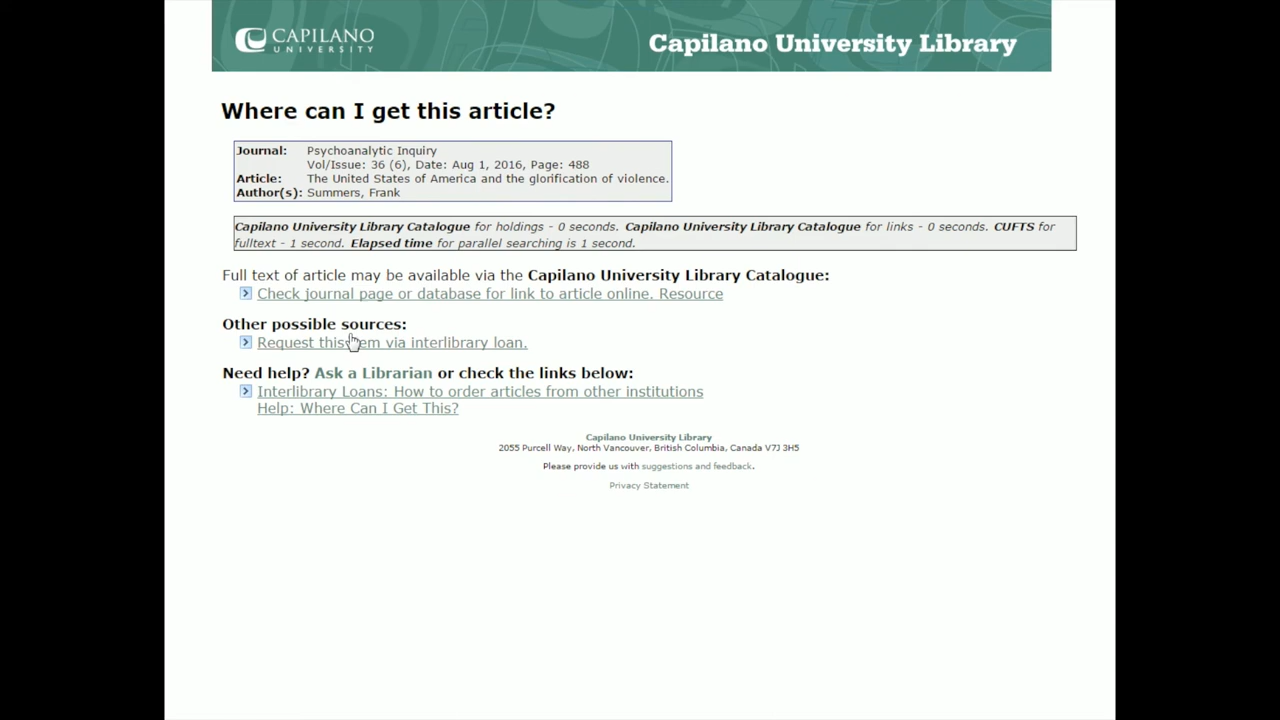 CAPILANO
UNIVERSITY
Capilano University Library
Where can I get this article?
Journal: Psychoanalytic Inquiry
Vol/Issue: 36 (6), Date: Aug 1, 2016, Page: 488
Article: The United States of America and the glorification of violence.
Author(s): Summers, Frank
Capilano University Library Catalogue for holdings - 0 seconds. Capilano University Library Catalogue for links - 0 seconds. CUFTS for
fulltext - 1 second. Elapsed time for parallel searching is 1 second.
Full text of article may be available via the Capilano University Library Catalogue:
Check journal page or database for link to article online. Resource
Other possible sources:
Request this item via interlibrary loan.
Need help? Ask a Librarian or check the links below:
Interlibrary Loans: How to order articles from other institutions
Help: Where Can I Get This?
Capilano University Library
2055 Purcell Way, North Vancouver, British Columbia, Canada V7J 3H5
Please provide us with suggestions and feedback.
Privacy Statement